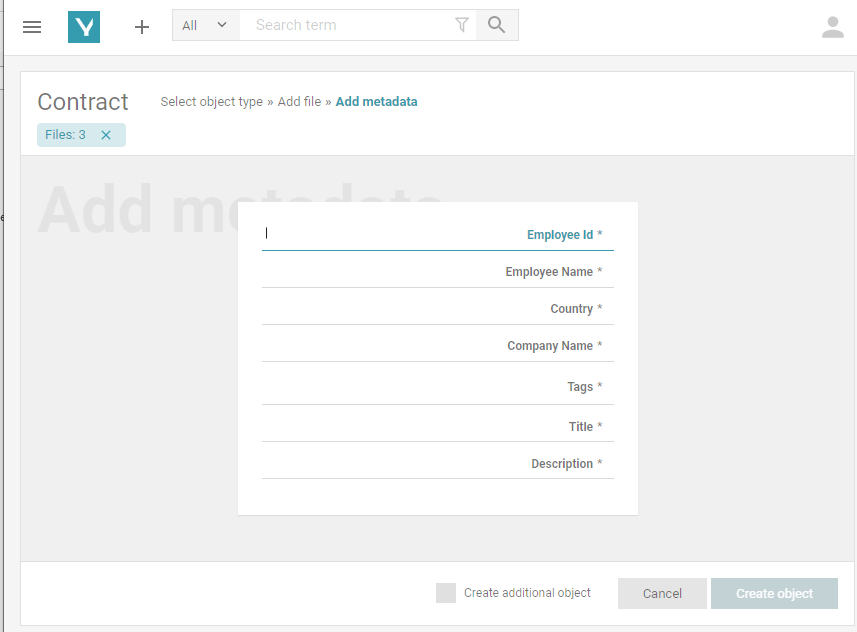 All
Search term
Contract
Select object type » Add file » Add metadata
Files: 3
Add metadata
Employee Id *
Employee Name *
Country *
Company Name *
Tags *
Title *
Description *
Create additional object
Cancel
Create object